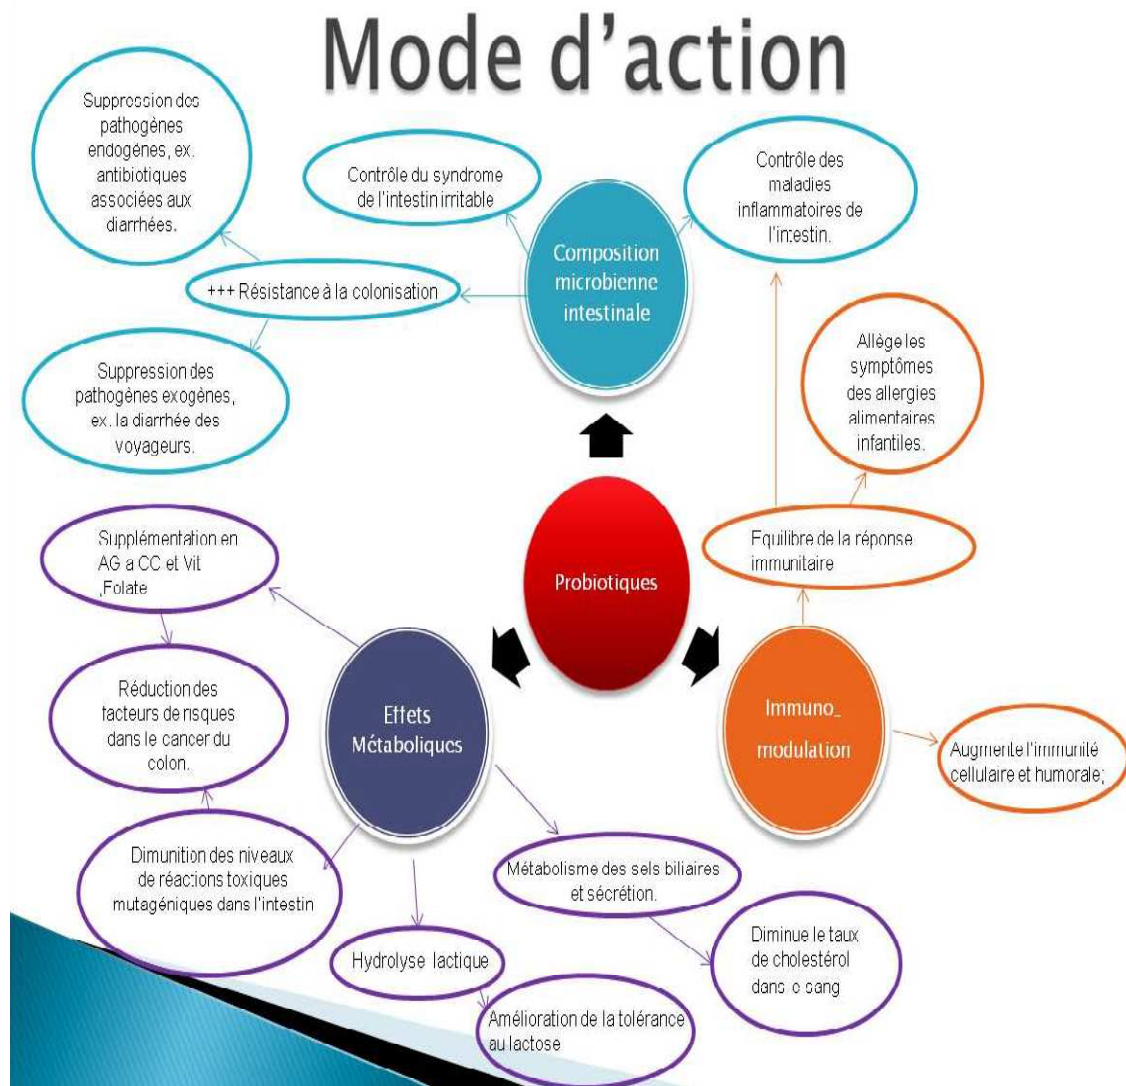 Mode d'action
Suppression des
pathogènes
endogénes, ex.
antibiotiques
associées aux
diarrhées.
Contrôle du syndrome
de l'intestin irritable
Contrôle des
maladies
inflammatoires de
l'intestin.
Composition
microbienne
intestinale
+++ Résistance à la colonisation
Suppression des
pathogènes exogènes,
ex. la diarrhée des
voyageurs.
Allège les
symptômes
des allergies
alimentaires
infantiles.
Equilibre de la réponse
immunitaire
Probiotiques
Supplémentation en
AG a CC et Vit
,Folate
Réduction des
facteurs de risques
dans le cancer du
colon.
Effets
Métaboliques
Immuno_
modulation
Augmente l'immunité
cellulaire et humorale;
Dimunition des niveaux
de réactions toxiques
mutagéniques dans l'intestin
Métabolisme des sels biliaires
et sécrétion.
Hydrolyse lactique
Diminue le taux
de cholestérol
dans le sang
Amélioration de la tolérance
au lactose